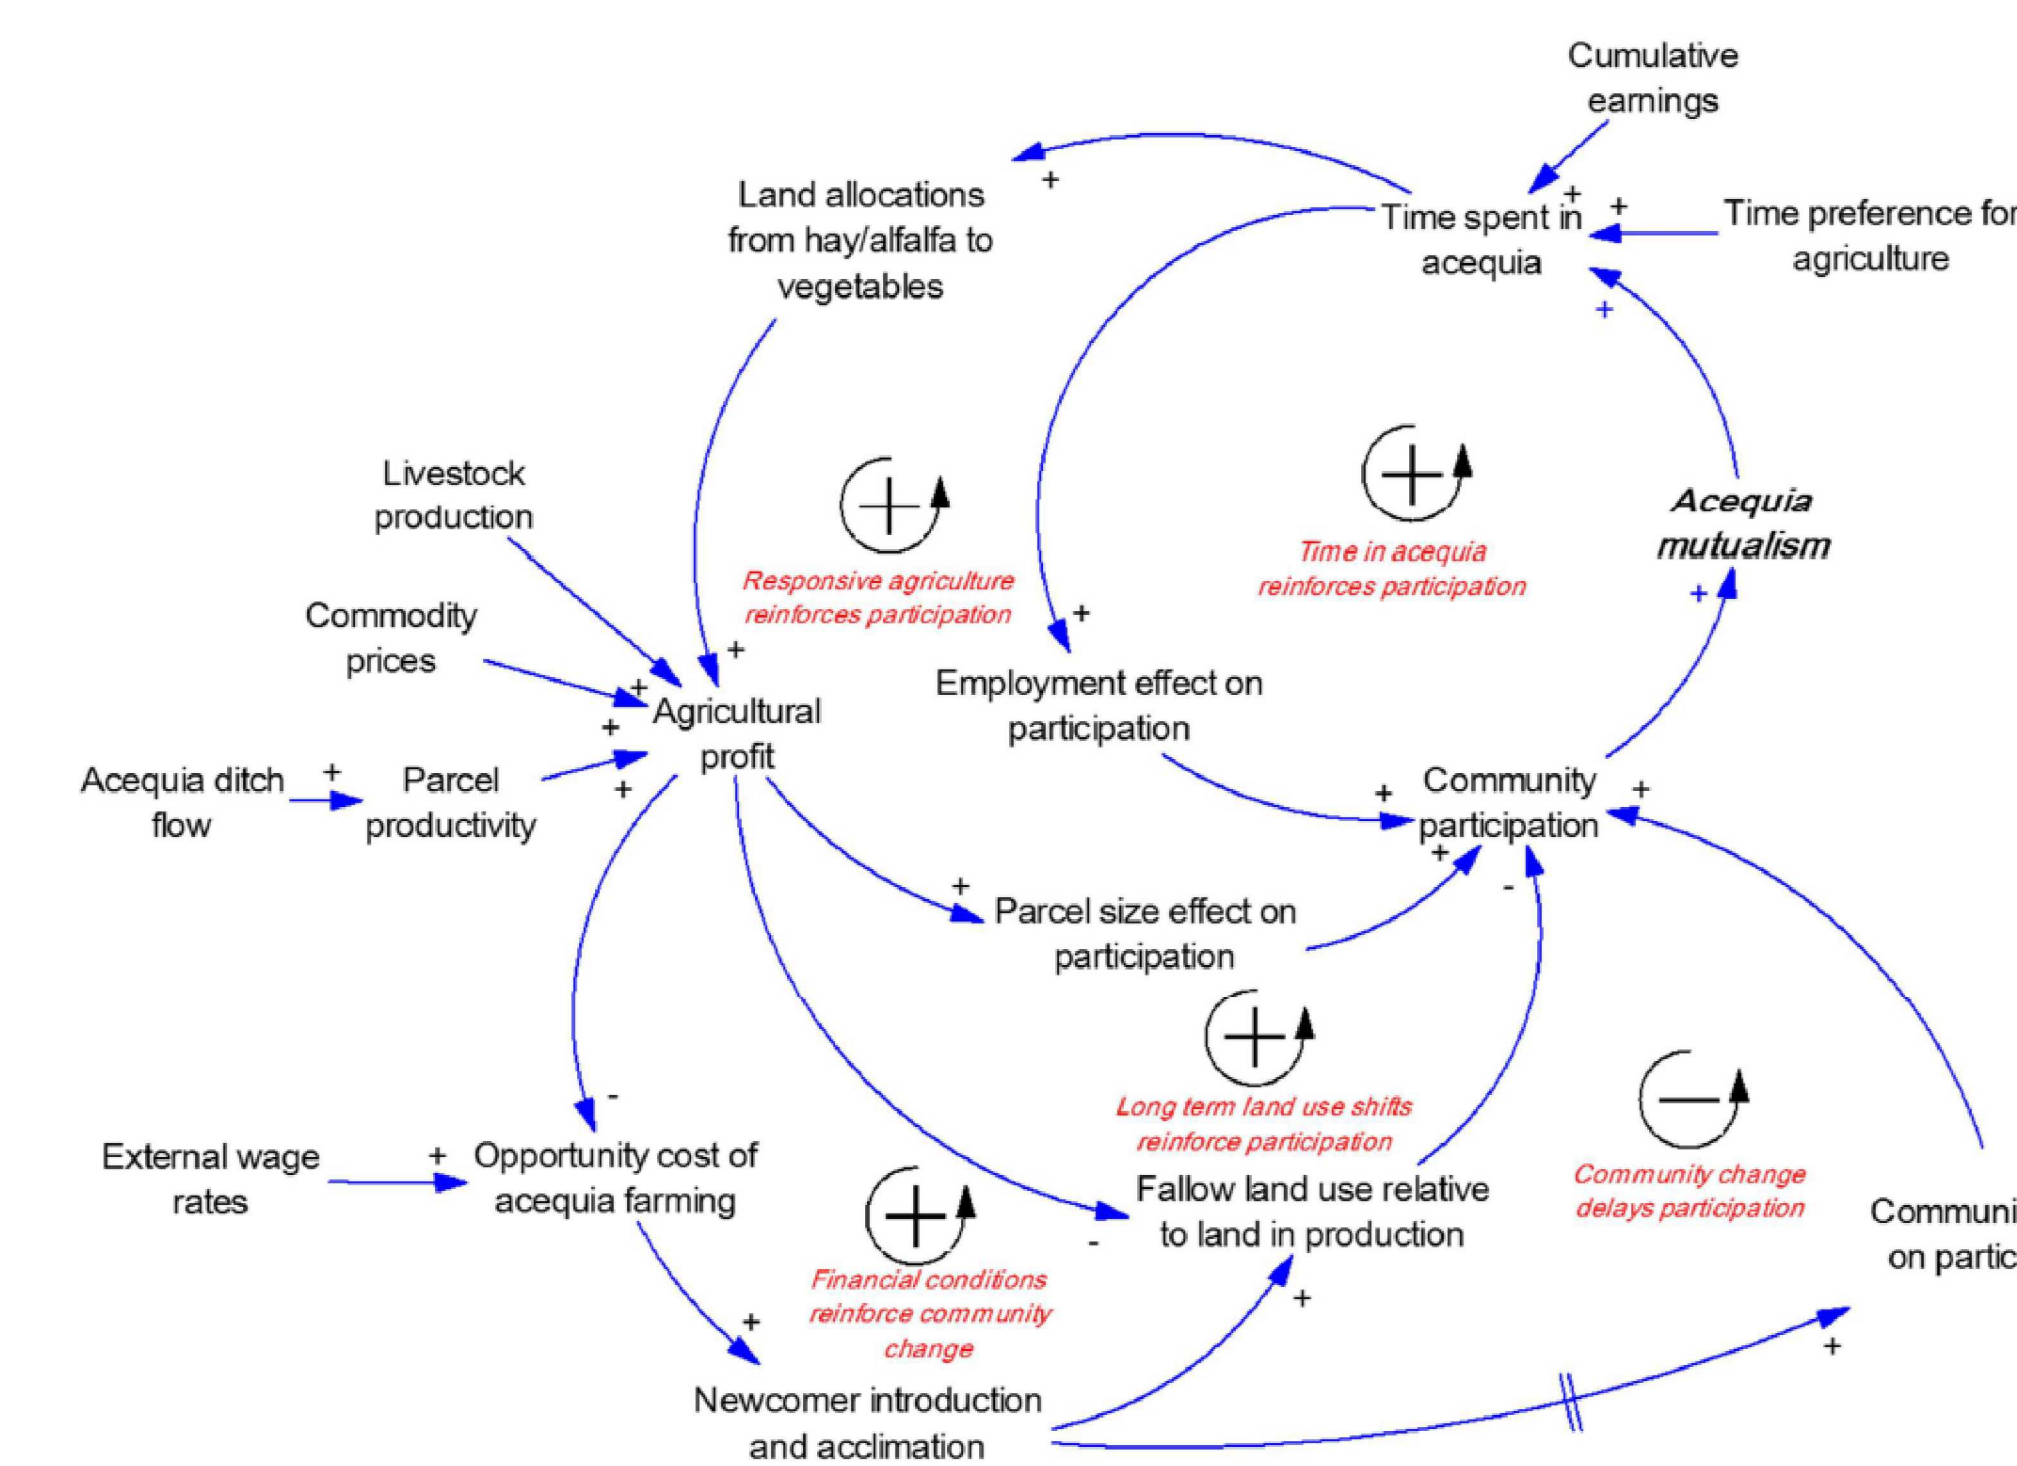 Cumulative
earnings
Land allocations
from hay/alfalfa to
vegetables
+
Time spent in
acequia
+
+
Time preference for
agriculture
+
Livestock
production
Responsive agriculture
reinforces participation
Time in acequia
reinforces participation
Acequia
mutualism
+
Commodity
prices
+
+
+
+
Agricultural
profit
Employment effect on
participation
Acequia ditch
flow
+
Parcel
productivity
+
+
Community
participation
+
+
-
+
Parcel size effect on
participation
Long term land use shifts
reinforce participation
-
External wage
rates
+
Opportunity cost of
acequia farming
Fallow land use relative
to land in production
-
+
Community change
delays participation
Communi
on partic
Financial conditions
reinforce community
change
+
+
Newcomer introduction
and acclimation